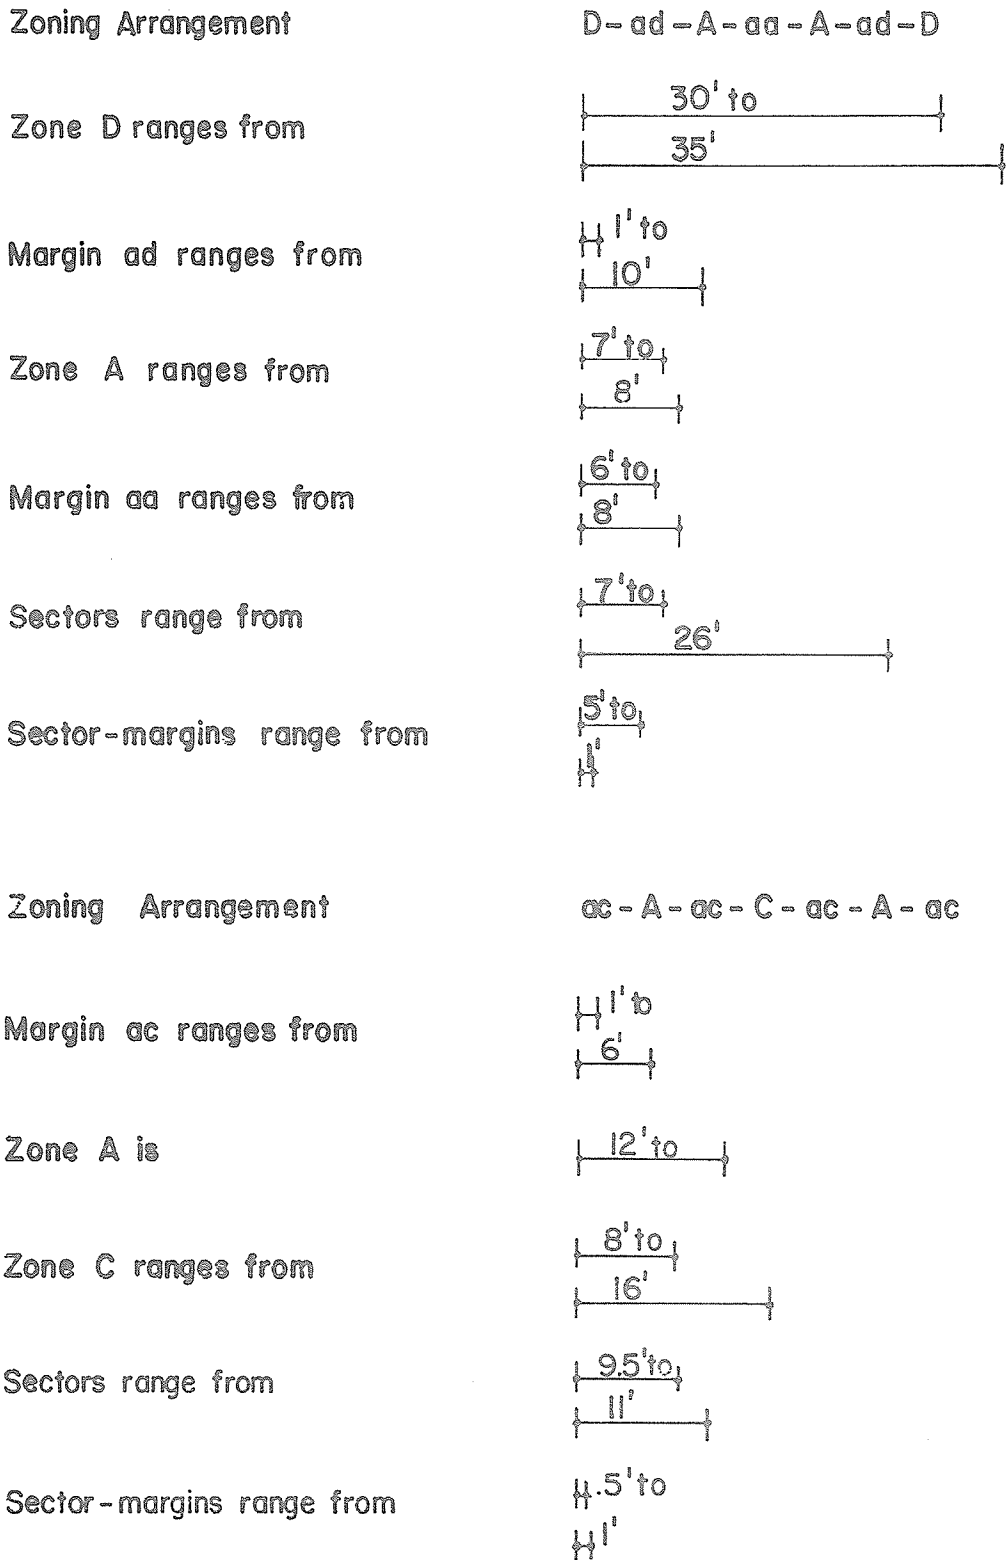 Zoning Arrangement D-ad-A-aa-A-ad-D
Zone D ranges from 30' to
35'
Margin ad ranges from 1' to
10'
Zone A ranges from 7' to
8'
Margin aa ranges from 6' to
8'
Sectors range from 7' to
26'
Sector-margins range from 5' to
1'
Zoning Arrangement ac-A-ac-C-ac-A-ac
Margin ac ranges from 1' to
6'
Zone A is 12' to
Zone C ranges from 8' to
16'
Sectors range from 9.5' to
11'
Sector-margins range from .5' to
1'